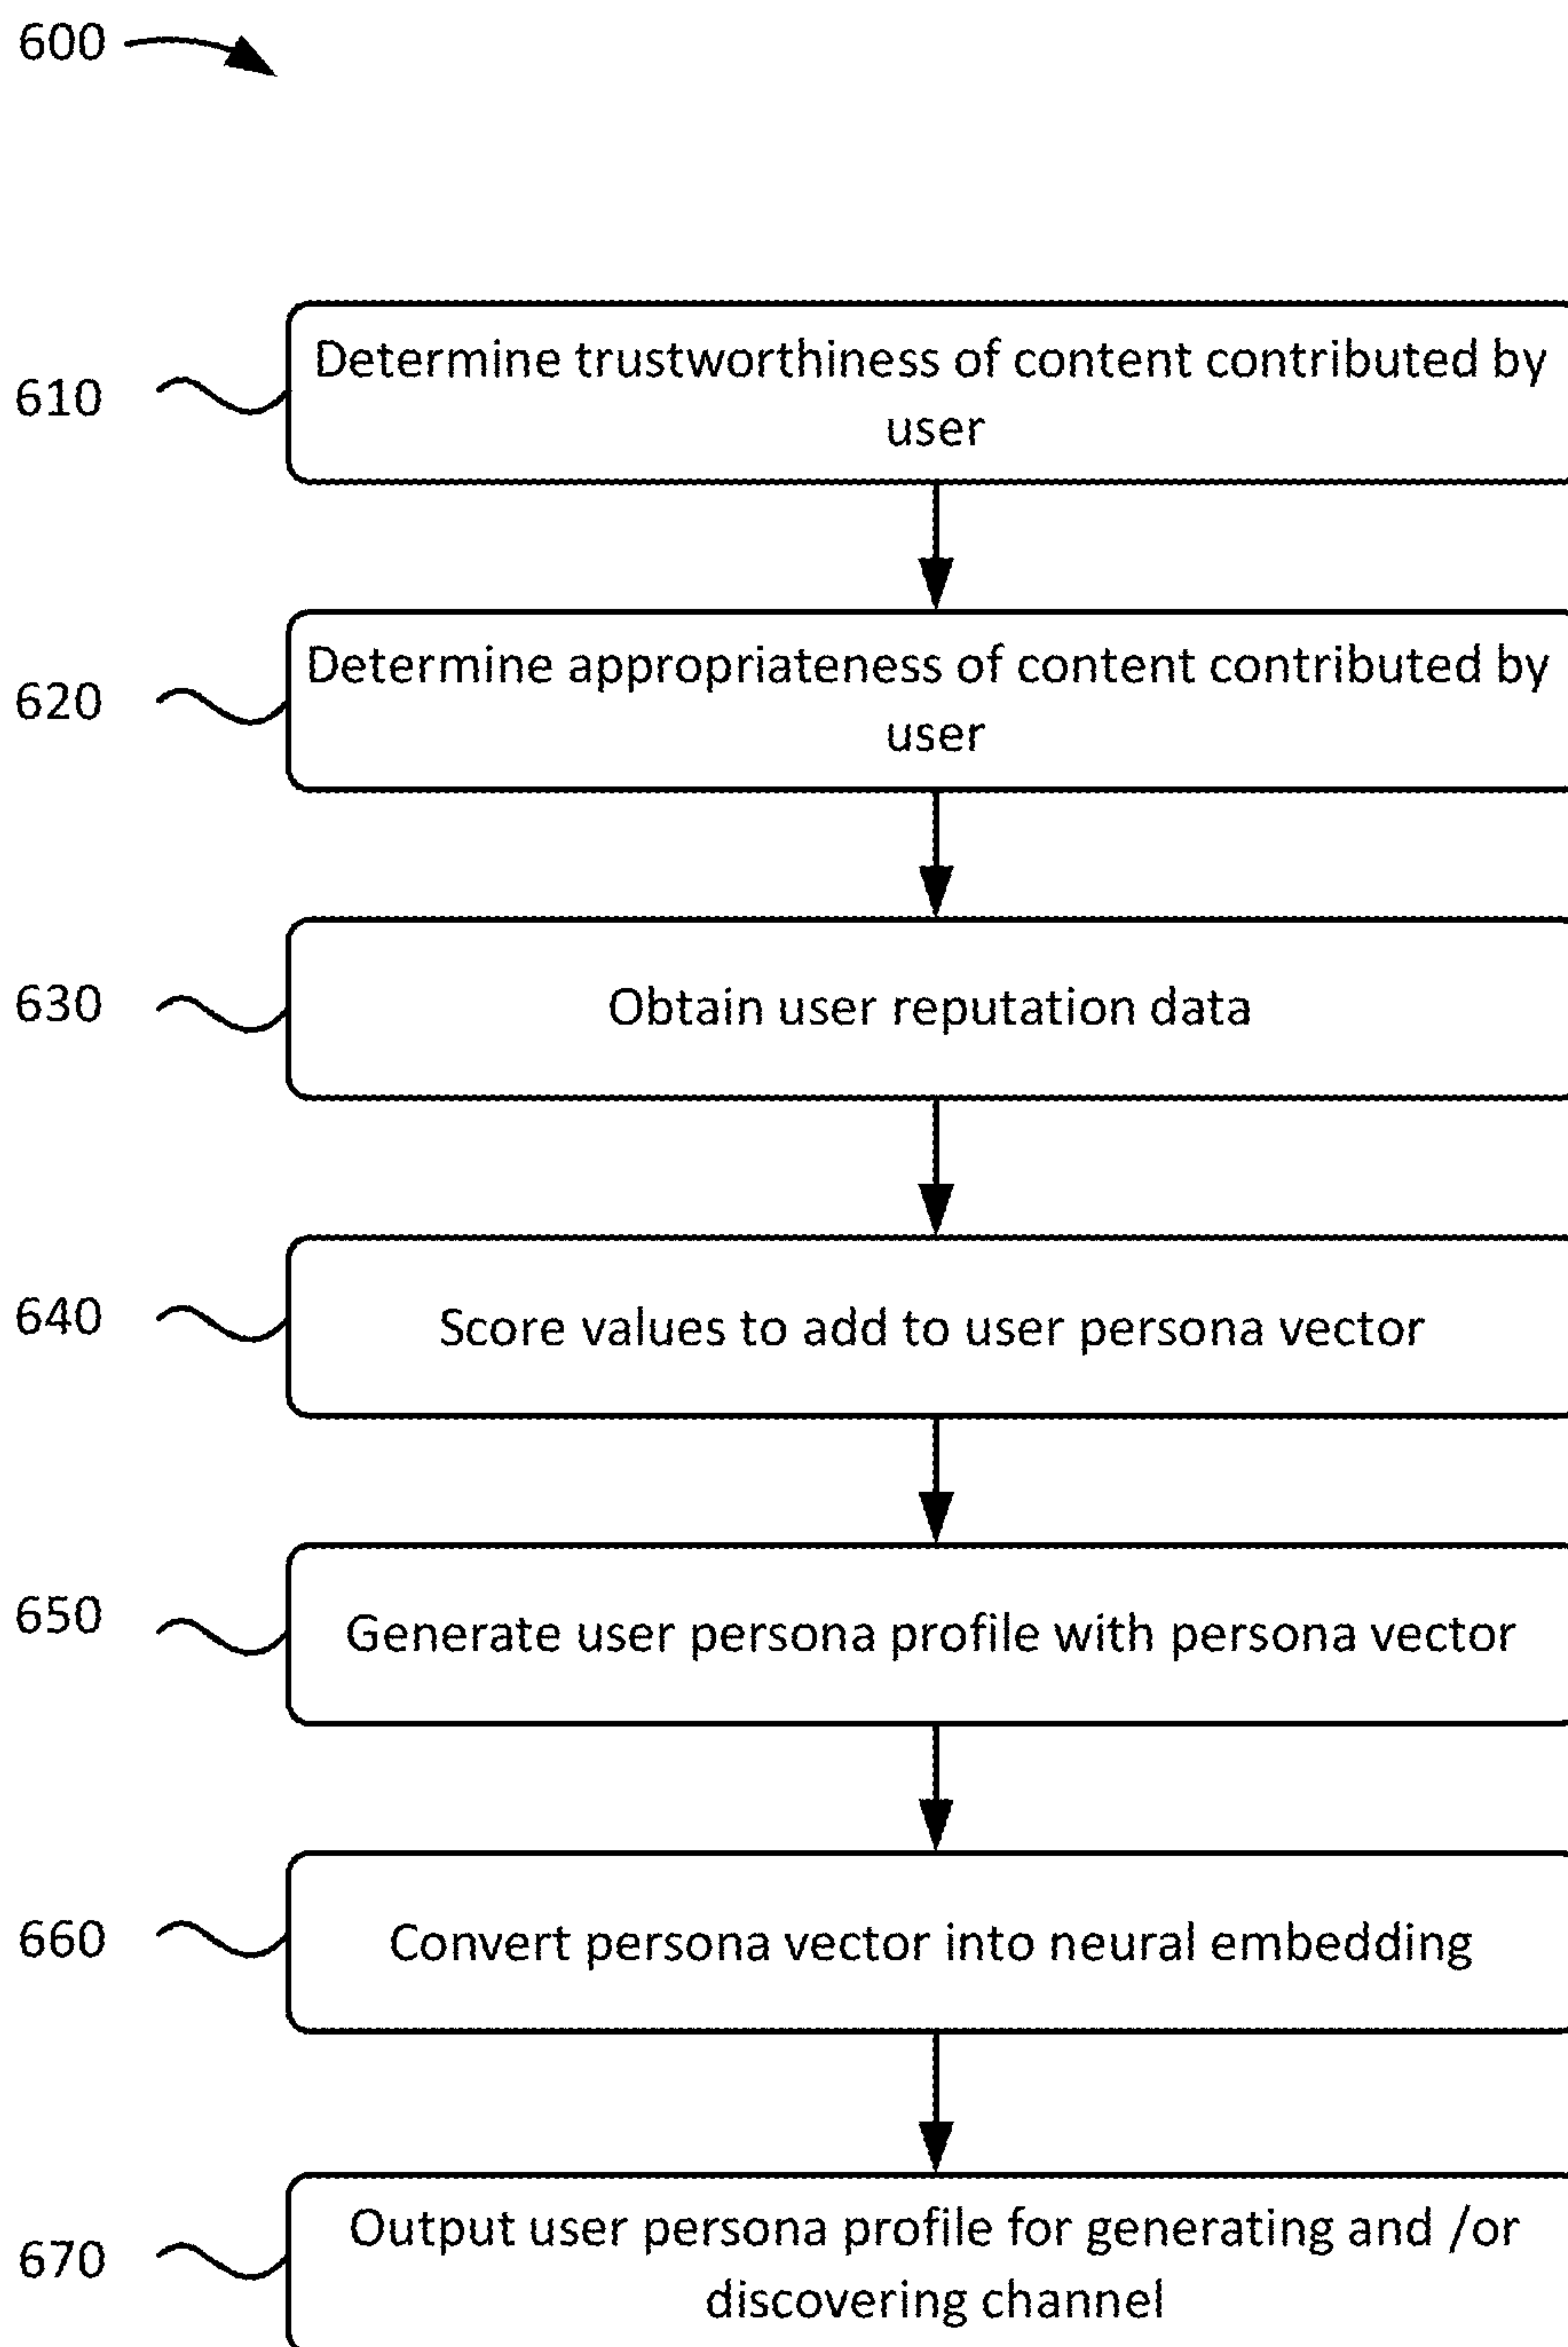 600
610
Determine trustworthiness of content contributed by
user
620
Determine appropriateness of content contributed by
user
630
Obtain user reputation data
640
Score values to add to user persona vector
650
Generate user persona profile with persona vector
660
Convert persona vector into neural embedding
670
Output user persona profile for generating and /or
discovering channel